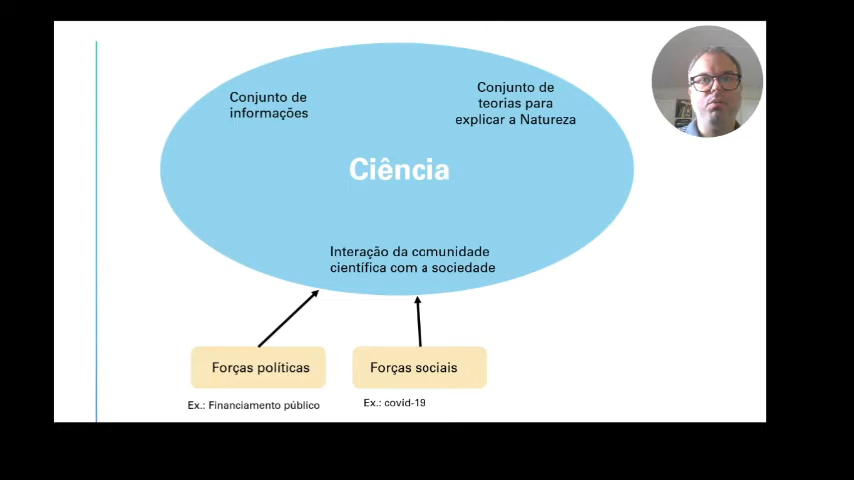 Conjunto de
informações
Conjunto de
teorias para
explicar a Natureza
Ciência
Interação da comunidade
científica com a sociedade
Forças políticas
Forças sociais
Ex.: Financiamento público
Ex.: covid-19